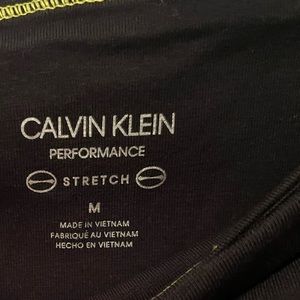 CALVIN KLEIN
PERFORMANCE
STRETCH
M
MADE IN VIETNAM
FABRIQUÉ AU VIETNAM
HECHO EN VIETNAM